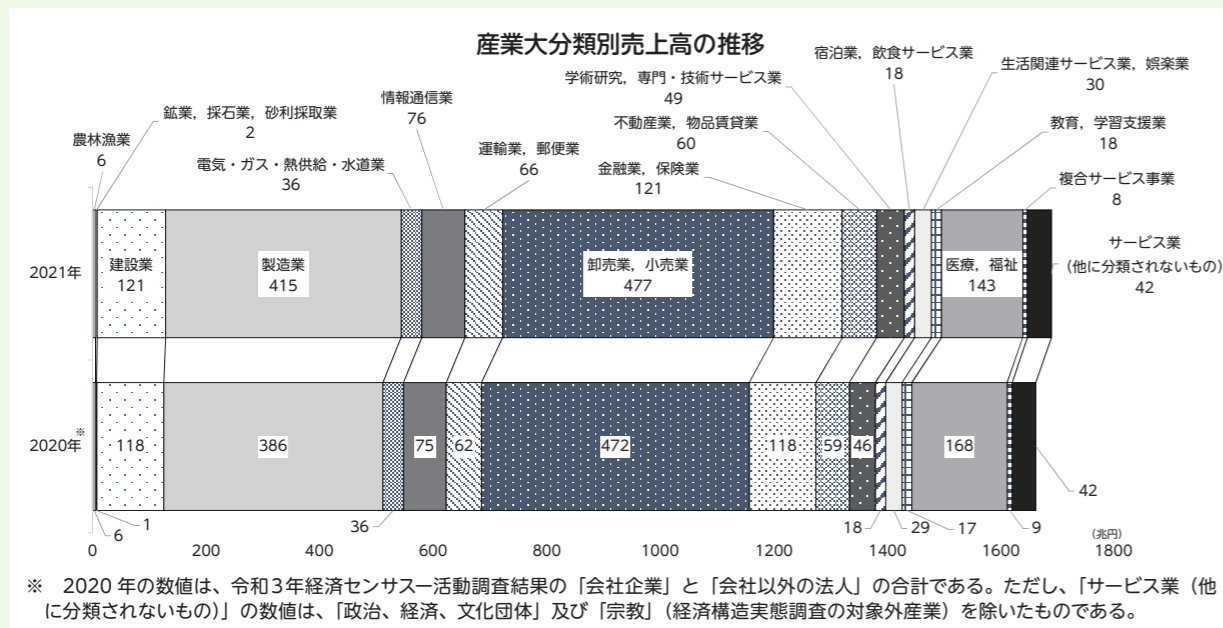 産業大分類別売上高の推移
農林漁業
6
鉱業，採石業，砂利採取業
2
電気・ガス・熱供給・水道業
36
情報通信業
76
運輸業，郵便業
66
学術研究，専門・技術サービス業
49
不動産業，物品賃貸業
60
金融業，保険業
121
宿泊業，飲食サービス業
18
生活関連サービス業，娯楽業
30
教育，学習支援業
18
複合サービス事業
8
サービス業
（他に分類されないもの）
42
2021年
建設業
121
製造業
415
卸売業，小売業
477
医療，福祉
143
2020年※
118
386
75
62
472
118
59
46
168
42
6
1
36
18
29
17
9
0 200 400 600 800 1000 1200 1400 1600 1800
（兆円）
※　2020 年の数値は、令和3年経済センサスー活動調査結果の「会社企業」と「会社以外の法人」の合計である。ただし、「サービス業（他
に分類されないもの）」の数値は、「政治、経済、文化団体」及び「宗教」（経済構造実態調査の対象外産業）を除いたものである。